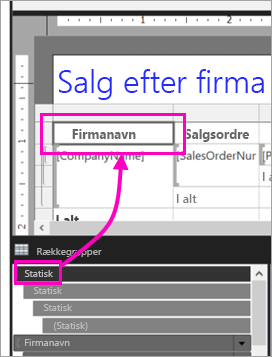 1
2
Salg efter firma
Firmanavn Salgsordre
[CompanyName] [SalesOrderNur [P
I alt
I alt
Rækkegrupper
Statisk
Statisk
Statisk
(Statisk)
Firmanavn